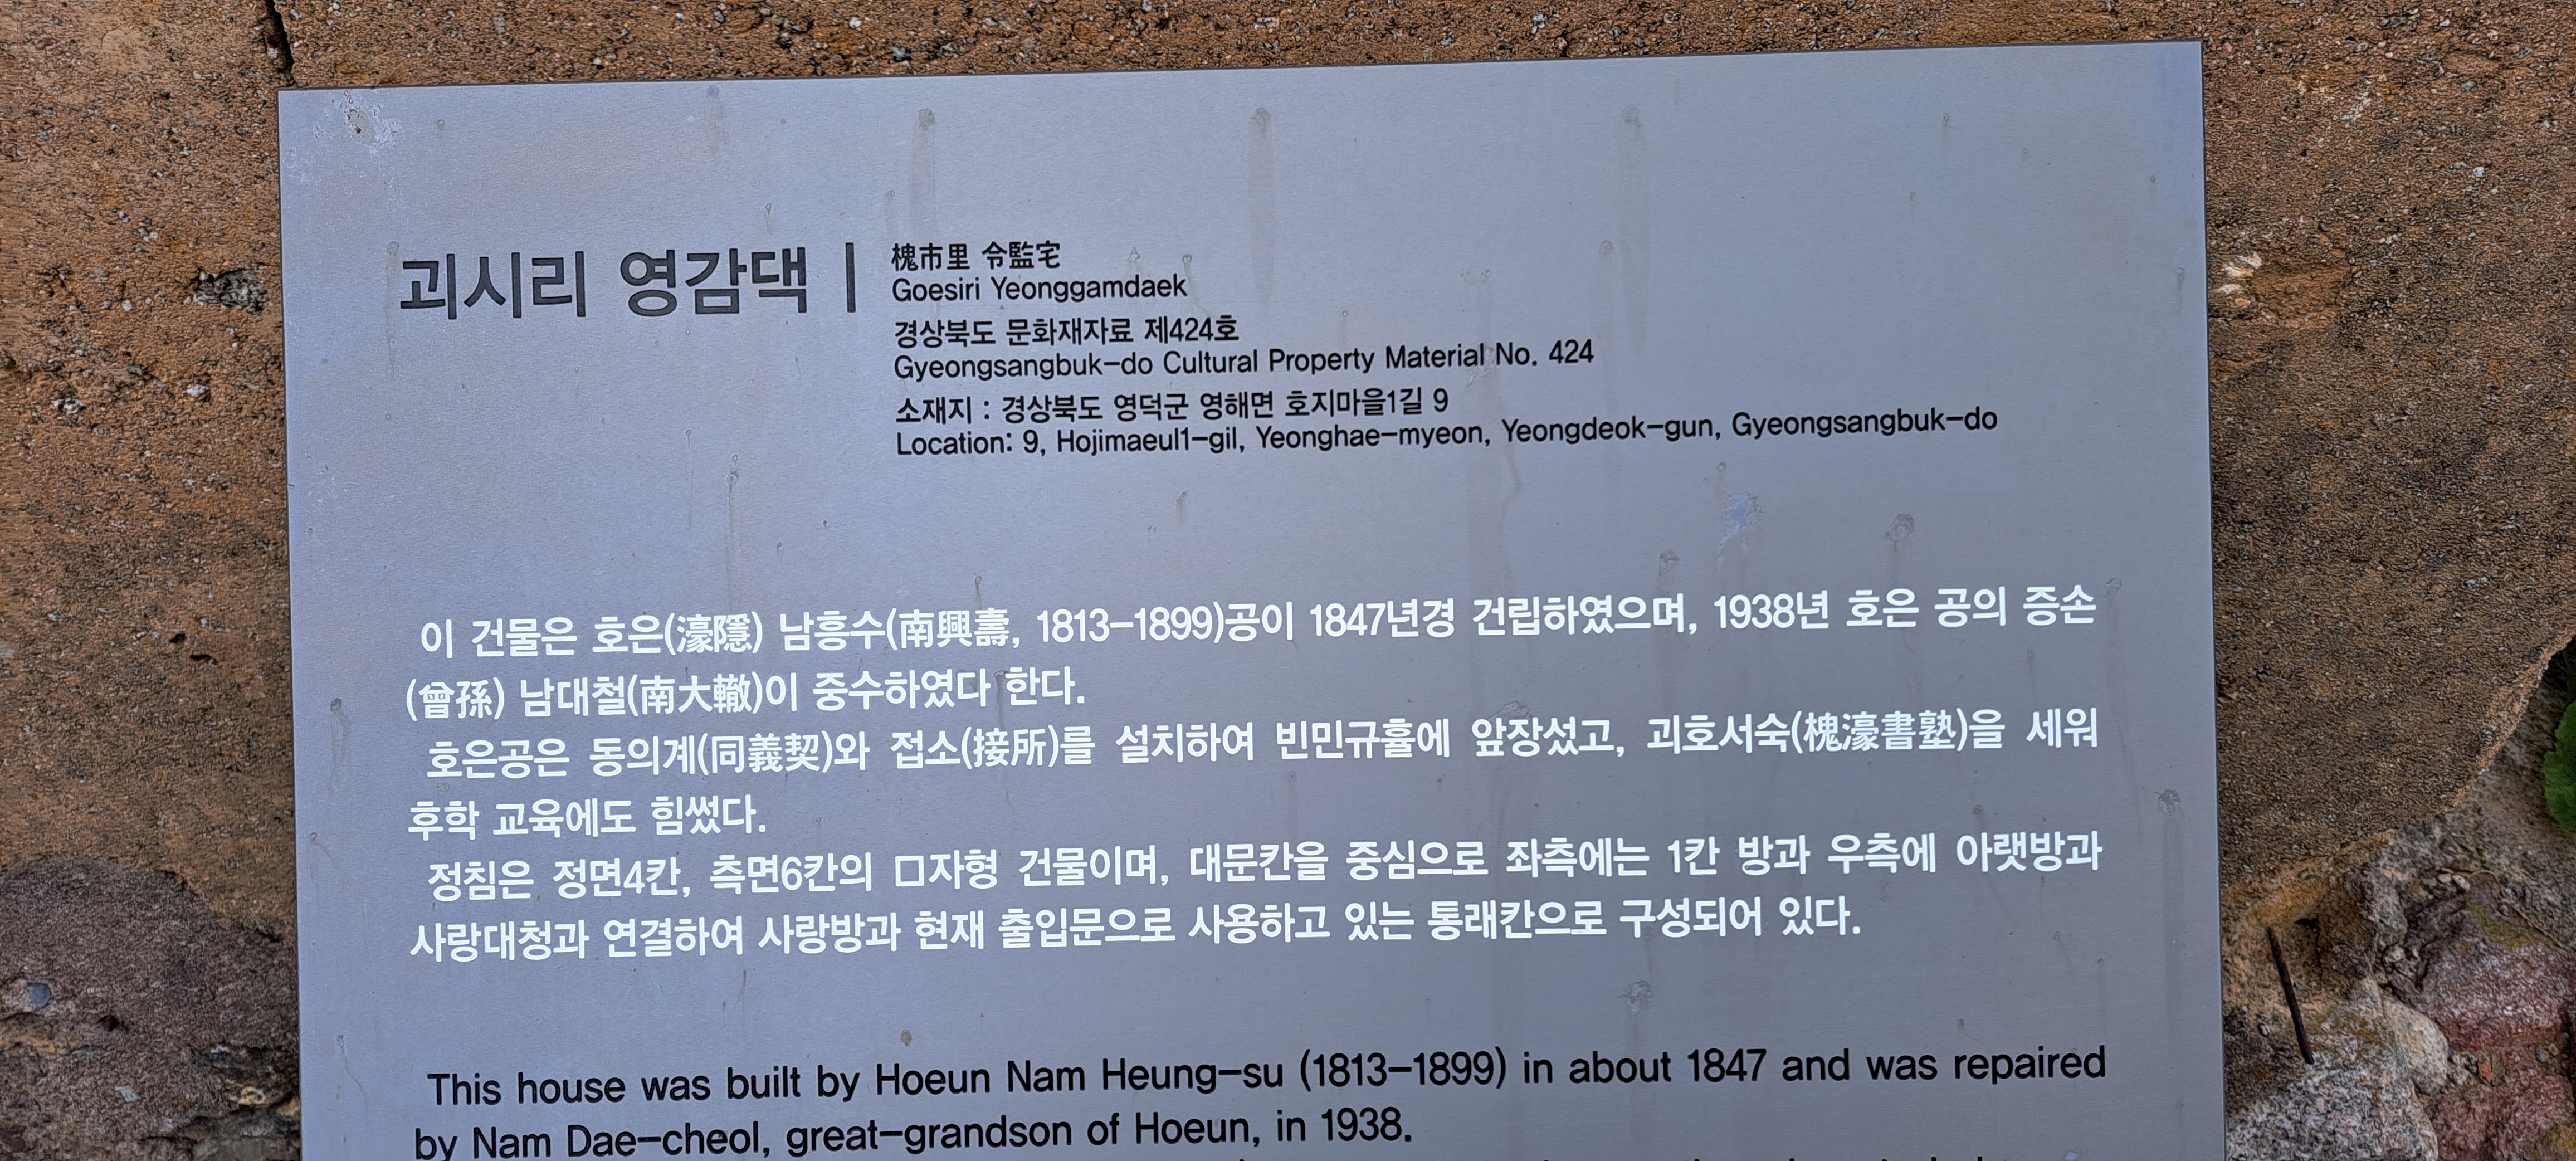 괴시리 영감댁
槐市里 令監宅
Goesiri Yeonggamdaek
경상북도 문화재자료 제424호
Gyeongsangbuk-do Cultural Property Material No. 424
소재지 : 경상북도 영덕군 영해면 호지마을1길 9
Location: 9, Hojimaeul1-gil, Yeonghae-myeon, Yeongdeok-gun, Gyeongsangbuk-do
이 건물은 호은(濠隱) 남흥수(南興壽, 1813-1899)공이 1847년경 건립하였으며, 1938년 호은 공의 증손
(曾孫) 남대철(南大轍)이 중수하였다 한다.
호은공은 동의계(同義契)와 접소(接所)를 설치하여 빈민규휼에 앞장섰고, 괴호서숙(槐濠書塾)을 세워
후학 교육에도 힘썼다.
정침은 정면4칸, 측면6칸의 ㅁ자형 건물이며, 대문칸을 중심으로 좌측에는 1칸 방과 우측에 아랫방과
사랑대청과 연결하여 사랑방과 현재 출입문으로 사용하고 있는 통래칸으로 구성되어 있다.
This house was built by Hoeun Nam Heung-su (1813-1899) in about 1847 and was repaired
by Nam Dae-cheol, great-grandson of Hoeun, in 1938.